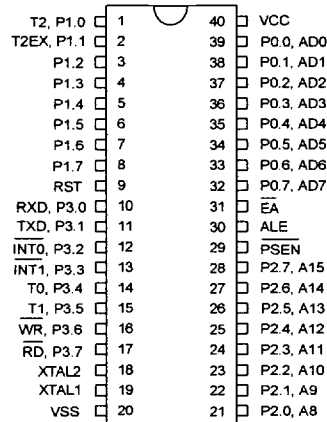 T2, P1.0 1 40 VCC
T2EX, P1.1 2 39 P0.0, AD0
P1.2 3 38 P0.1, AD1
P1.3 4 37 P0.2, AD2
P1.4 5 36 P0.3, AD3
P1.5 6 35 P0.4, AD4
P1.6 7 34 P0.5, AD5
P1.7 8 33 P0.6, AD6
RST 9 32 P0.7, AD7
RXD, P3.0 10 31 E̅A̅
TXD, P3.1 11 30 ALE
I̅N̅T̅0̅, P3.2 12 29 P̅S̅E̅N̅
I̅N̅T̅1̅, P3.3 13 28 P2.7, A15
T0, P3.4 14 27 P2.6, A14
T1, P3.5 15 26 P2.5, A13
W̅R̅, P3.6 16 25 P2.4, A12
R̅D̅, P3.7 17 24 P2.3, A11
XTAL2 18 23 P2.2, A10
XTAL1 19 22 P2.1, A9
VSS 20 21 P2.0, A8